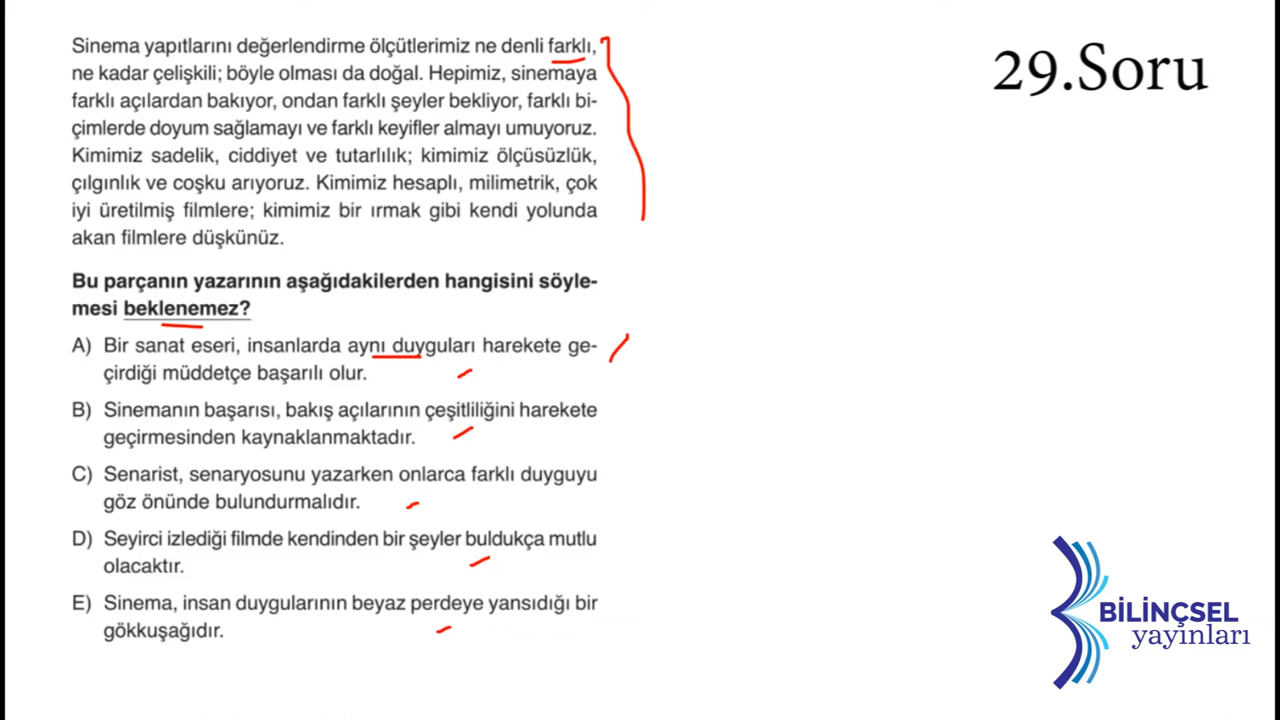 Sinema yapıtlarını değerlendirme ölçütlerimiz ne denli farklı,
ne kadar çelişkili; böyle olması da doğal. Hepimiz, sinemaya
farklı açılardan bakıyor, ondan farklı şeyler bekliyor, farklı bi-
çimlerde doyum sağlamayı ve farklı keyifler almayı umuyoruz.
Kimimiz sadelik, ciddiyet ve tutarlılık; kimimiz ölçüsüzlük,
çılgınlık ve coşku arıyoruz. Kimimiz hesaplı, milimetrik, çok
iyi üretilmiş filmlere; kimimiz bir ırmak gibi kendi yolunda
akan filmlere düşkünüz.
Bu parçanın yazarının aşağıdakilerden hangisini söyle-
mesi beklenemez?
A) Bir sanat eseri, insanlarda aynı duyguları harekete ge-
çirdiği müddetçe başarılı olur.
B) Sinemanın başarısı, bakış açılarının çeşitliliğini harekete
geçirmesinden kaynaklanmaktadır.
C) Senarist, senaryosunu yazarken onlarca farklı duyguyu
göz önünde bulundurmalıdır.
D) Seyirci izlediği filmde kendinden bir şeyler buldukça mutlu
olacaktır.
E) Sinema, insan duygularının beyaz perdeye yansıdığı bir
gökkuşağıdır.
29.Soru
BİLİNÇSEL
yayınları